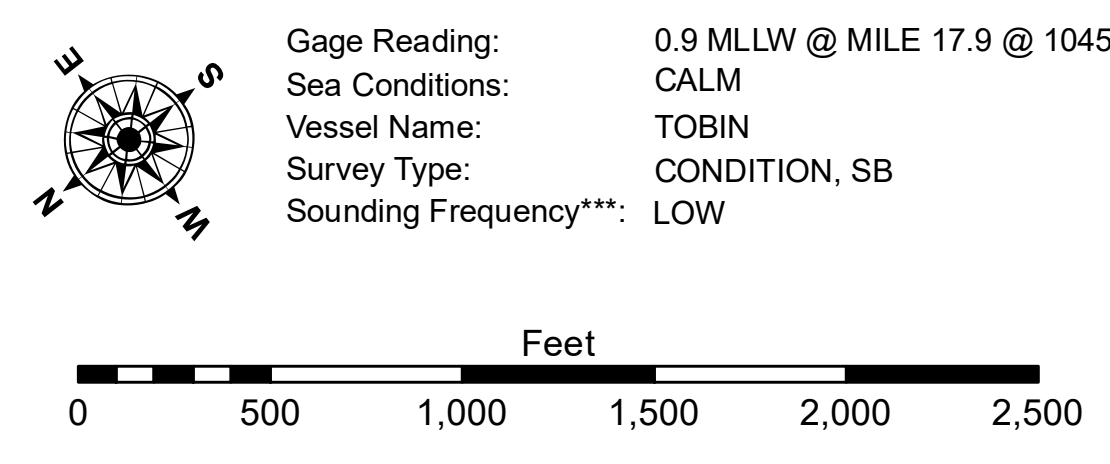 E
S
N
W
Gage Reading: 0.9 MLLW @ MILE 17.9 @ 1045
Sea Conditions: CALM
Vessel Name: TOBIN
Survey Type: CONDITION, SB
Sounding Frequency***: LOW
Feet
0 500 1,000 1,500 2,000 2,500